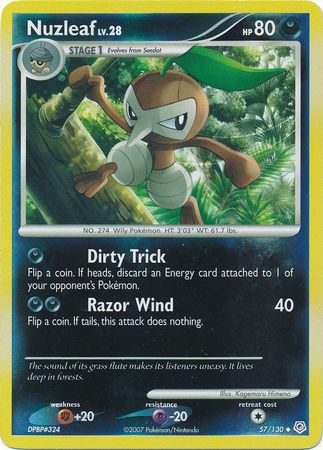 Nuzleaf LV.28 HP 80
STAGE 1 Evolves from Seedot
NO. 274 Wily Pokémon HT: 3'03" WT: 61.7 lbs.
Dirty Trick
Flip a coin. If heads, discard an Energy card attached to 1 of
your opponent's Pokémon.
Razor Wind 40
Flip a coin. If tails, this attack does nothing.
The sound of its grass flute makes its listeners uneasy. It lives
deep in forests.
Illus. Kagemaru Himeno
weakness resistance retreat cost
+20 -20
DPBP#324 ©2007 Pokémon/Nintendo 57/130